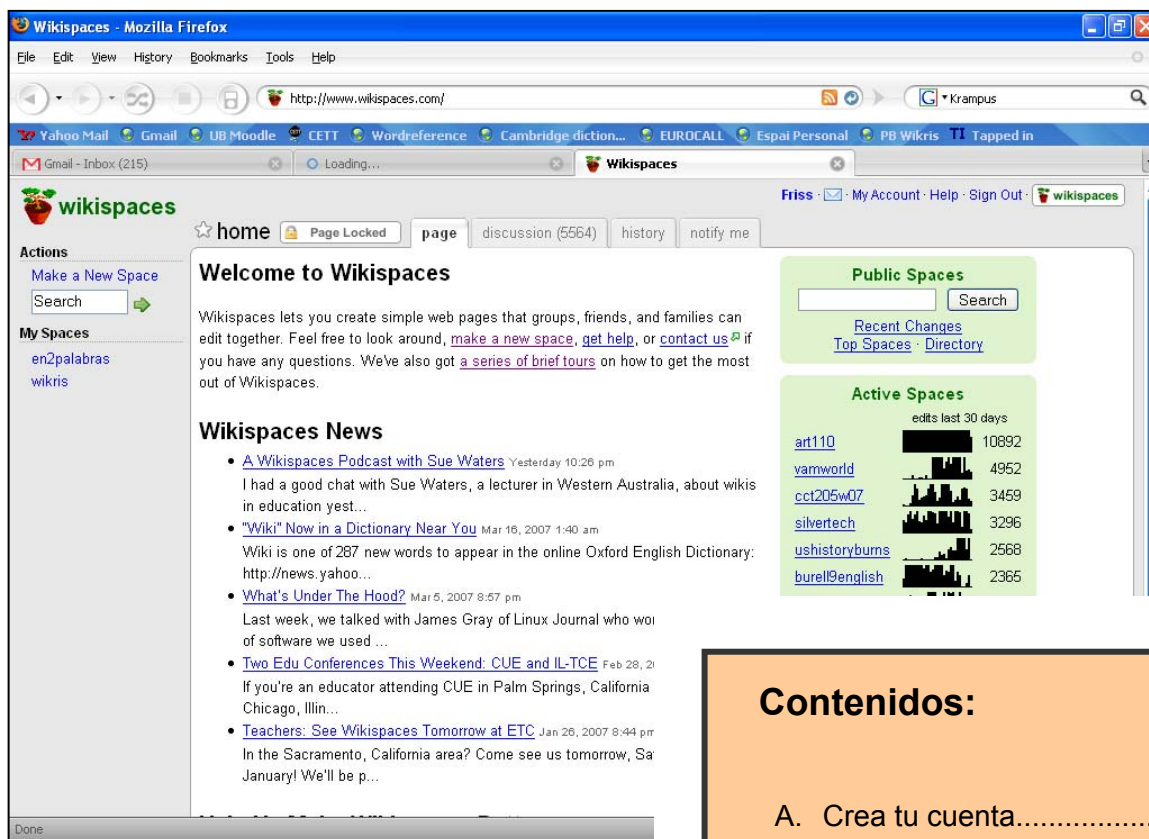 Wikispaces - Mozilla Firefox
File Edit View History Bookmarks Tools Help
http://www.wikispaces.com/ G Krampus
Yahoo Mail Gmail UB Moodle CETT Wordreference Cambridge diction... EUROCALL Espai Personal PB Wikris TI Tapped in
Gmail - Inbox (215) Loading... Wikispaces
wikispaces
Friss · My Account · Help · Sign Out · wikispaces
home Page Locked page discussion (5564) history notify me
Actions
Make a New Space
Search
My Spaces
en2palabras
wikris
Welcome to Wikispaces
Wikispaces lets you create simple web pages that groups, friends, and families can
edit together. Feel free to look around, make a new space, get help, or contact us if
you have any questions. We've also got a series of brief tours on how to get the most
out of Wikispaces.
Wikispaces News
A Wikispaces Podcast with Sue Waters Yesterday 10:26 pm
I had a good chat with Sue Waters, a lecturer in Western Australia, about wikis
in education yest...
"Wiki" Now in a Dictionary Near You Mar 16, 2007 1:40 am
Wiki is one of 287 new words to appear in the online Oxford English Dictionary:
http://news.yahoo...
What's Under The Hood? Mar 5, 2007 8:57 pm
Last week, we talked with James Gray of Linux Journal who
of software we used ...
Two Edu Conferences This Weekend: CUE and IL-TCE Feb 28,
If you're an educator attending CUE in Palm Springs, California
Chicago, Illin...
Teachers: See Wikispaces Tomorrow at ETC Jan 26, 2007 8:44 pm
In the Sacramento, California area? Come see us tomorrow,
January! We'll be p...
Public Spaces
Search
Recent Changes
Top Spaces · Directory
Active Spaces
edits last 30 days
art110 10892
vamworld 4952
cct205w07 3459
silvertech 3296
ushistoryburns 2568
burell9english 2365
Done
Contenidos:
A. Crea tu cuenta..................